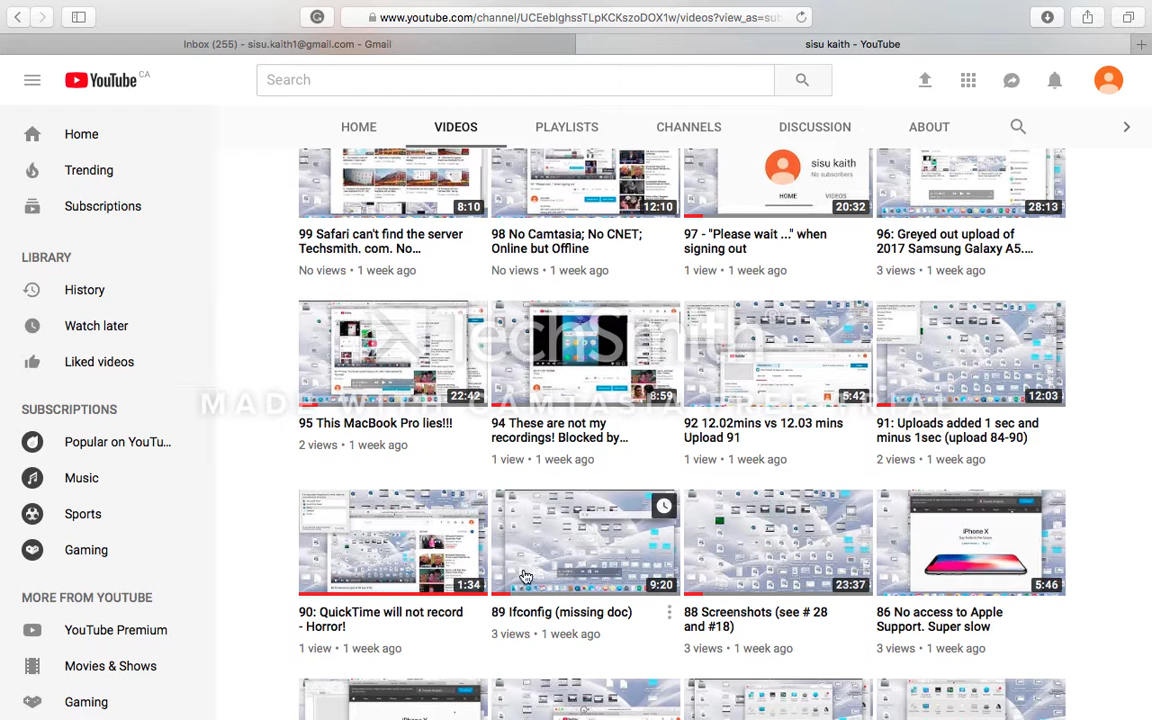 www.youtube.com/channel/UCEebIghssTLpKCKszoDOX1w/videos?view_as=sub
Inbox (255) - sisu.kaith1@gmail.com - Gmail
sisu kaith - YouTube
YouTube CA
Search
HOME
VIDEOS
PLAYLISTS
CHANNELS
DISCUSSION
ABOUT
Home
Trending
Subscriptions
LIBRARY
History
Watch later
Liked videos
SUBSCRIPTIONS
Popular on YouTu...
Music
Sports
Gaming
MORE FROM YOUTUBE
YouTube Premium
Movies & Shows
Gaming
8:10
12:10
sisu kaith
No subscribers
HOME
VIDEOS
20:32
28:13
99 Safari can't find the server
Techsmith. com. No...
No views • 1 week ago
98 No Camtasia; No CNET;
Online but Offline
No views • 1 week ago
97 - "Please wait ..." when
signing out
1 view • 1 week ago
96: Greyed out upload of
2017 Samsung Galaxy A5....
3 views • 1 week ago
TechSmith
MADE WITH CAMTASIA FREE TRIAL
22:42
8:59
5:42
12:03
95 This MacBook Pro lies!!!
2 views • 1 week ago
94 These are not my
recordings! Blocked by...
1 view • 1 week ago
92 12.02mins vs 12.03 mins
Upload 91
1 view • 1 week ago
91: Uploads added 1 sec and
minus 1sec (upload 84-90)
2 views • 1 week ago
1:34
9:20
23:37
iPhone X
5:46
90: QuickTime will not record
- Horror!
1 view • 1 week ago
89 Ifconfig (missing doc)
3 views • 1 week ago
88 Screenshots (see # 28
and #18)
3 views • 1 week ago
86 No access to Apple
Support. Super slow
3 views • 1 week ago